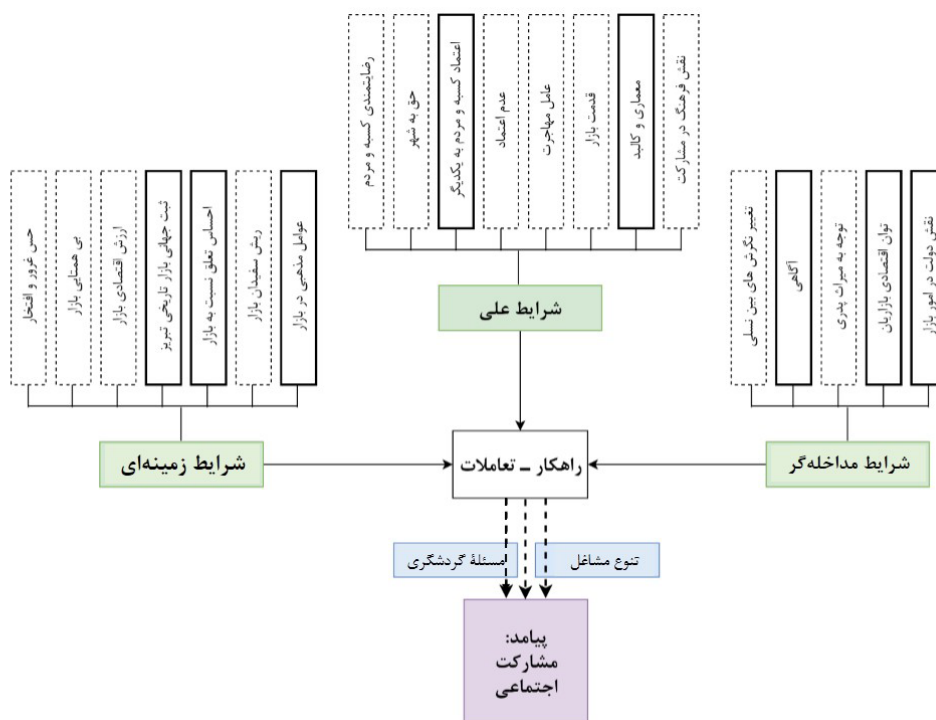 نقش فرهنگ در مشارکت
معماری و کالبد
قدمت بازار
عامل مهاجرت
عدم اعتماد
اعتماد کسبه و مردم به یکدیگر
حق به شهر
رضایتمندی کسبه و مردم
شرایط علی
نقش دولت در امور بازار
توان اقتصادی بازاریان
توجه به میراث پدری
آگاهی
تغییر نگرش های بین نسلی
شرایط مداخله‌گر
عوامل مذهبی در بازار
ریش سفیدان بازار
احساس تعلق نسبت به بازار
ثبت جهانی بازار تاریخی تبریز
ارزش اقتصادی بازار
بی همتایی بازار
حس غرور و افتخار
شرایط زمینه‌ای
راهکار – تعاملات
تنوع مشاغل
مسئلهٔ گردشگری
پیامد:
مشارکت
اجتماعی